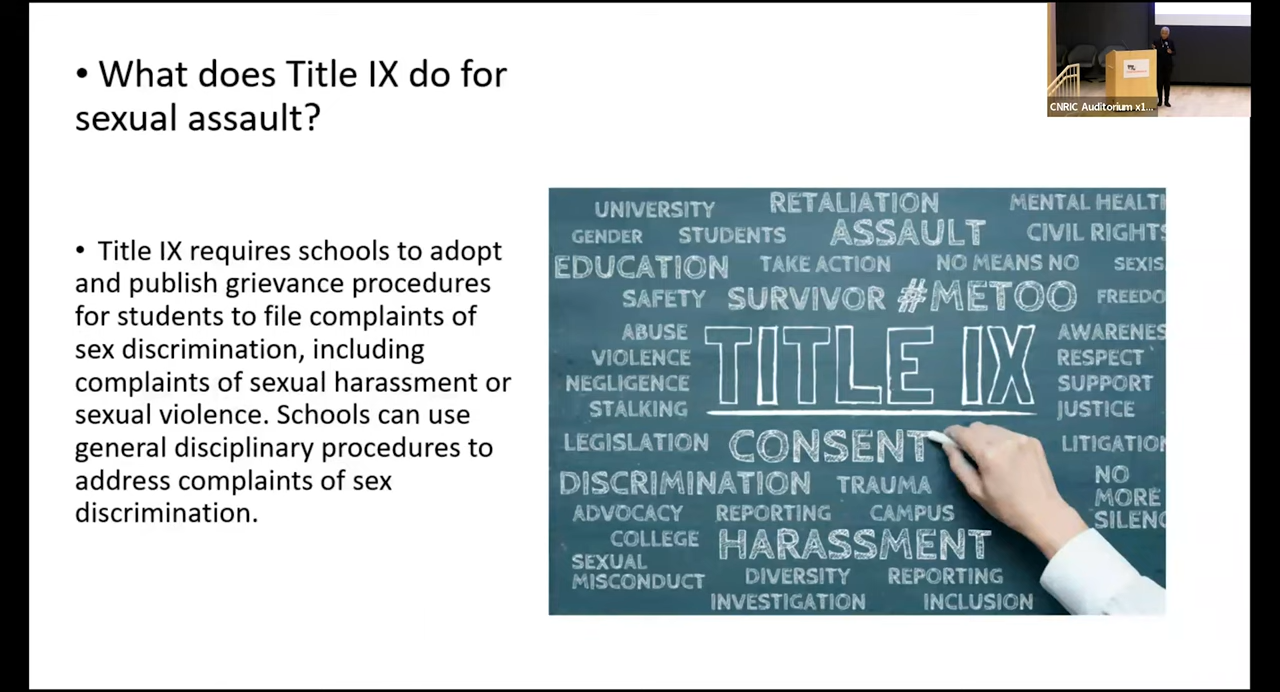 • What does Title IX do for
sexual assault?
• Title IX requires schools to adopt
and publish grievance procedures
for students to file complaints of
sex discrimination, including
complaints of sexual harassment or
sexual violence. Schools can use
general disciplinary procedures to
address complaints of sex
discrimination.
CNRIC Auditorium x1...
UNIVERSITY RETALIATION MENTAL HEALTH
GENDER STUDENTS ASSAULT CIVIL RIGHTS
EDUCATION TAKE ACTION NO MEANS NO SEXIS
SAFETY SURVIVOR #METOO FREEDO
ABUSE TITLE IX AWARENES
VIOLENCE RESPECT
NEGLIGENCE SUPPORT
STALKING JUSTICE
LEGISLATION CONSENT LITIGATION
DISCRIMINATION TRAUMA NO
MORE
ADVOCACY REPORTING CAMPUS SILENC
COLLEGE HARASSMENT
SEXUAL
MISCONDUCT DIVERSITY REPORTING
INVESTIGATION INCLUSION